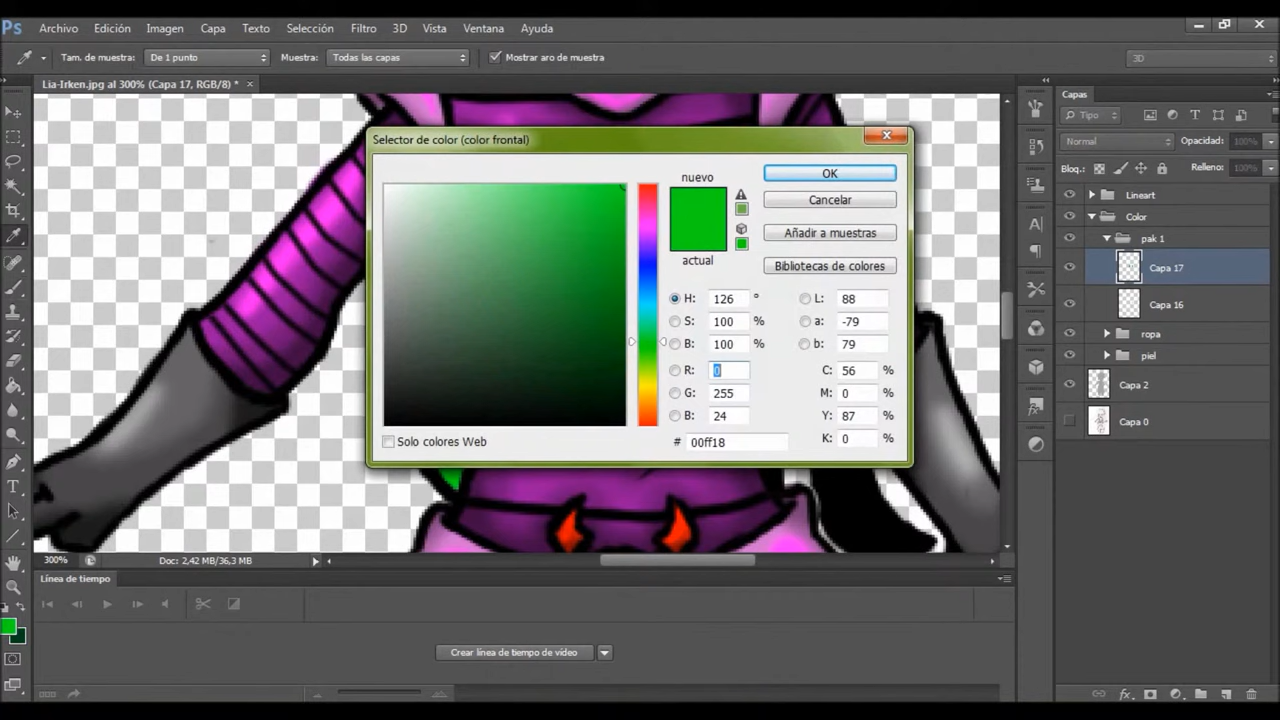 Ps Archivo Edición Imagen Capa Texto Selección Filtro 3D Vista Ventana Ayuda
Tam. de muestra: De 1 punto Muestra: Todas las capas Mostrar aro de muestra 3D
Lia-Irken.jpg al 300% (Capa 17, RGB/8) * ×
Capas
Tipo
Normal Opacidad: 100%
Bloq.: Relleno: 100%
Lineart
Color
pak 1
Capa 17
Capa 16
ropa
piel
Capa 2
Capa 0
Selector de color (color frontal)
nuevo
actual
OK
Cancelar
Añadir a muestras
Bibliotecas de colores
H: 126 ° L: 88
S: 100 % a: -79
B: 100 % b: 79
R: 0 C: 56 %
G: 255 M: 0 %
B: 24 Y: 87 %
# 00ff18 K: 0 %
Solo colores Web
300% Doc: 2,42 MB/36,3 MB
Línea de tiempo
Crear línea de tiempo de vídeo